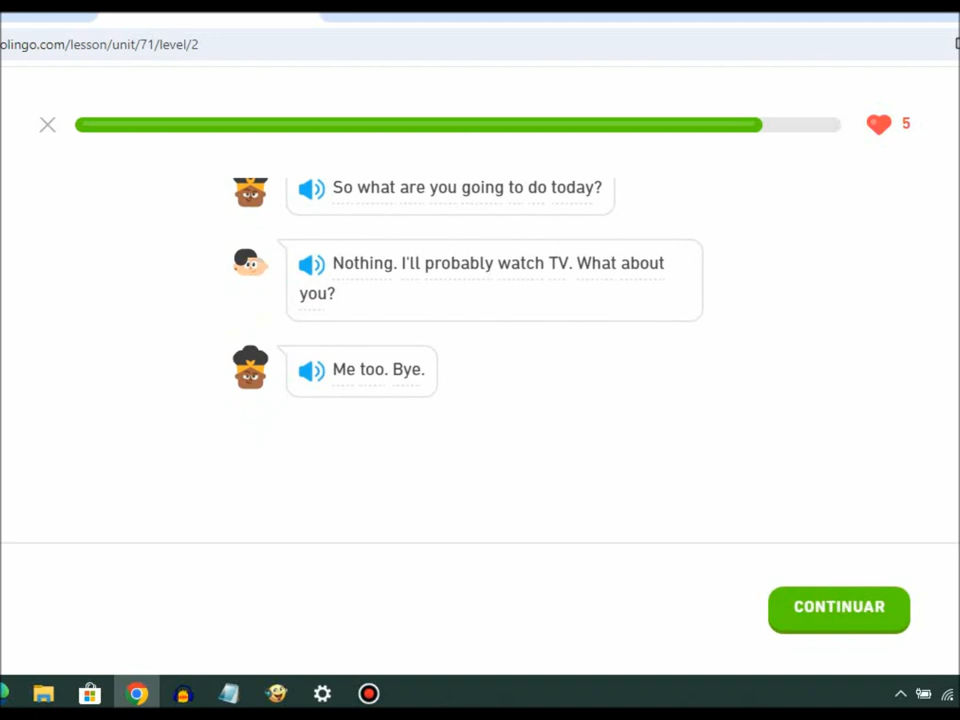 olingo.com/lesson/unit/71/level/2
5
So what are you going to do today?
Nothing. I'll probably watch TV. What about
you?
Me too. Bye.
CONTINUAR